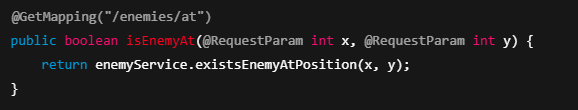 @GetMapping("/enemies/at")
public boolean isEnemyAt(@RequestParam int x, @RequestParam int y) {
    return enemyService.existsEnemyAtPosition(x, y);
}